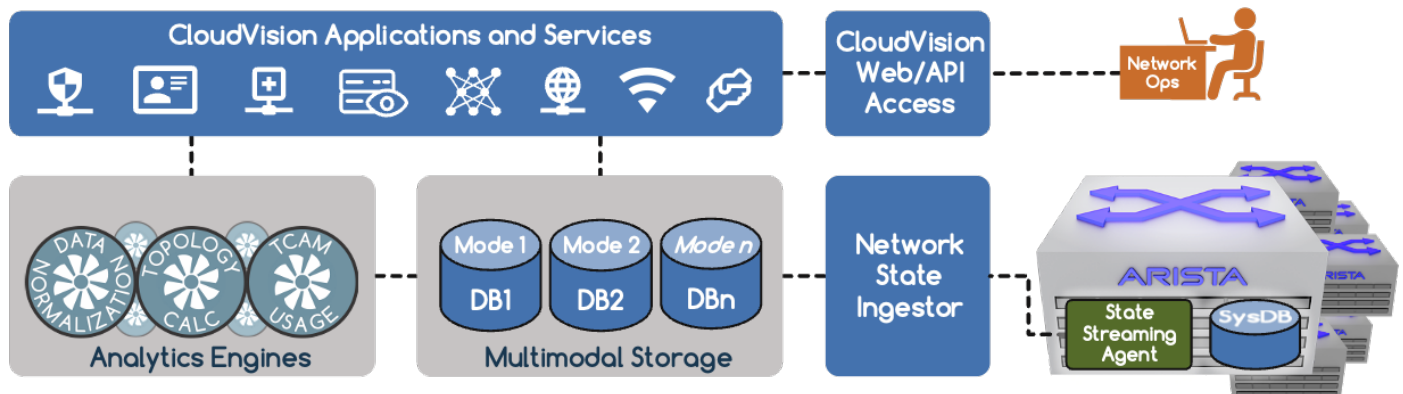 CloudVision Applications and Services
CloudVision
Web/API
Access
Network
Ops
DATA NORMALIZATION
TOPOLOGY CALC
TCAM USAGE
Analytics Engines
Mode 1
DB1
Mode 2
DB2
Mode n
DBn
Multimodal Storage
Network
State
Ingestor
ARISTA
State
Streaming
Agent
SysDB
ARISTA